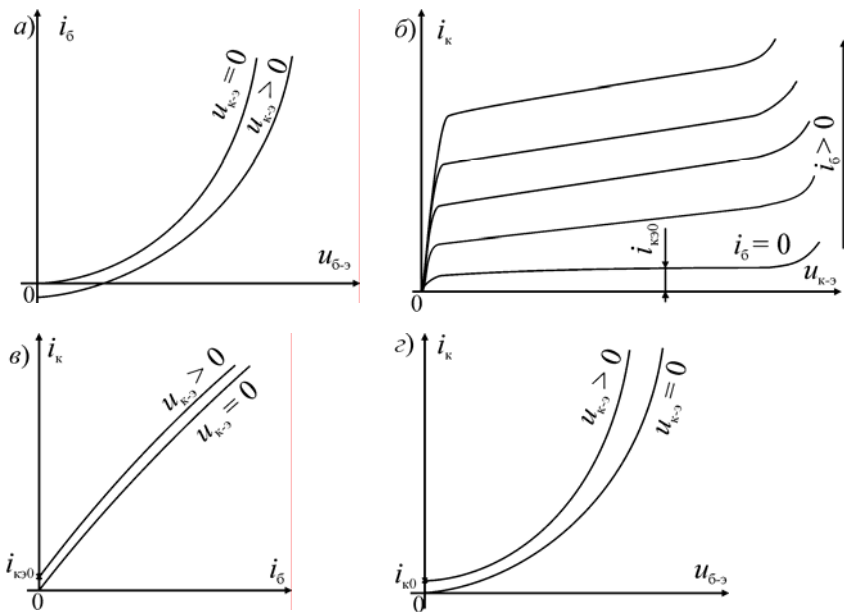 а)
iб
uк-э = 0
uк-э > 0
uб-э
0
б)
iк
iб > 0
iкэ0
iб = 0
uк-э
0
в)
iк
uк-э > 0
uк-э = 0
iкэ0
iб
0
г)
iк
uк-э > 0
uк-э = 0
iк0
uб-э
0